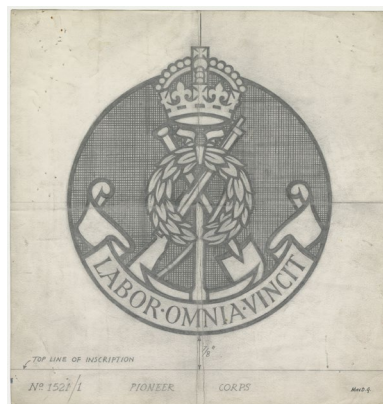 LABOR·OMNIA·VINCIT
TOP LINE OF INSCRIPTION
No 1521/1 PIONEER CORPS